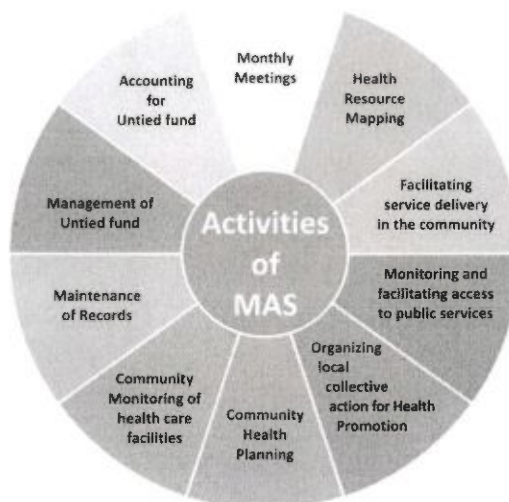 Monthly
Meetings
Health
Resource
Mapping
Facilitating
service delivery
in the community
Monitoring and
facilitating access
to public services
Organizing
local
collective
action for Health
Promotion
Community
Health
Planning
Community
Monitoring of
health care
facilities
Maintenance
of Records
Management of
Untied fund
Accounting
for
Untied fund
Activities
of
MAS